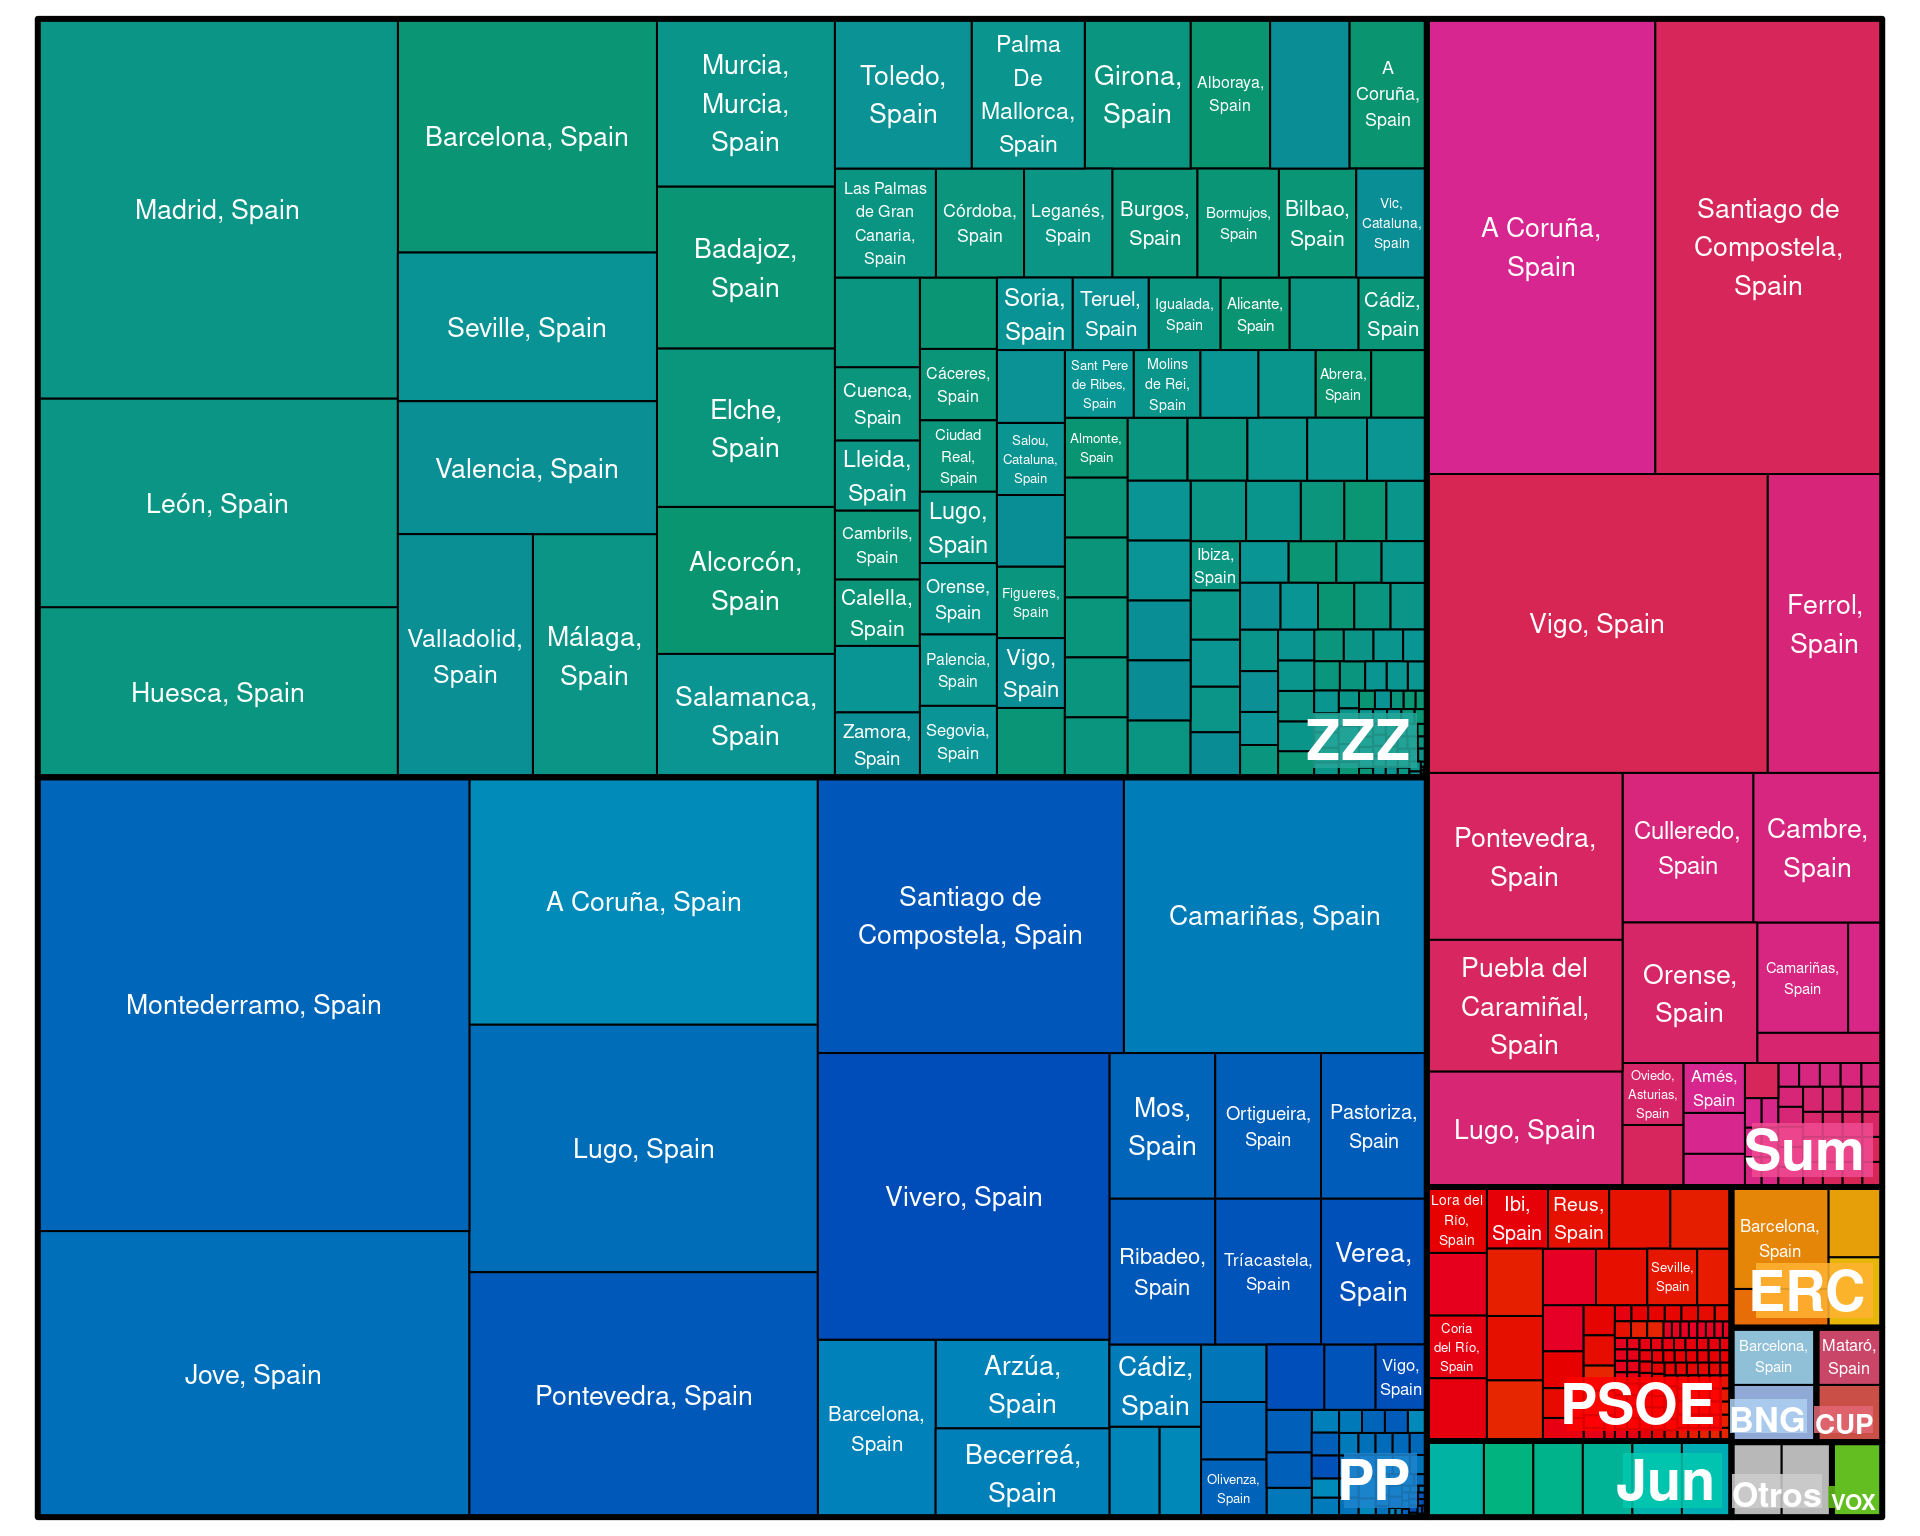 Madrid, Spain
León, Spain
Huesca, Spain
Barcelona, Spain
Seville, Spain
Valencia, Spain
Valladolid,
Spain
Málaga,
Spain
Murcia,
Murcia,
Spain
Badajoz,
Spain
Elche,
Spain
Alcorcón,
Spain
Salamanca,
Spain
Toledo,
Spain
Palma
De
Mallorca,
Spain
Girona,
Spain
Alboraya,
Spain
A
Coruña,
Spain
Las Palmas
de Gran
Canaria,
Spain
Córdoba,
Spain
Leganés,
Spain
Burgos,
Spain
Bormujos,
Spain
Bilbao,
Spain
Vic,
Cataluna,
Spain
Cuenca,
Spain
Lleida,
Spain
Cambrils,
Spain
Calella,
Spain
Zamora,
Spain
Cáceres,
Spain
Ciudad
Real,
Spain
Lugo,
Spain
Orense,
Spain
Palencia,
Spain
Segovia,
Spain
Soria,
Spain
Teruel,
Spain
Igualada,
Spain
Alicante,
Spain
Cádiz,
Spain
Salou,
Cataluna,
Spain
Figueres,
Spain
Vigo,
Spain
Sant Pere
de Ribes,
Spain
Molins
de Rei,
Spain
Abrera,
Spain
Almonte,
Spain
Ibiza,
Spain
ZZZ
Montederramo, Spain
Jove, Spain
A Coruña, Spain
Lugo, Spain
Pontevedra, Spain
Santiago de
Compostela, Spain
Camariñas, Spain
Vivero, Spain
Mos,
Spain
Ortigueira,
Spain
Pastoriza,
Spain
Ribadeo,
Spain
Tríacastela,
Spain
Verea,
Spain
Barcelona,
Spain
Arzúa,
Spain
Becerreá,
Spain
Cádiz,
Spain
Olivenza,
Spain
Vigo,
Spain
PP
A Coruña,
Spain
Santiago de
Compostela,
Spain
Vigo, Spain
Ferrol,
Spain
Pontevedra,
Spain
Puebla del
Caramiñal,
Spain
Lugo, Spain
Culleredo,
Spain
Cambre,
Spain
Orense,
Spain
Camariñas,
Spain
Oviedo,
Asturias,
Spain
Amés,
Spain
Sum
Lora del
Río,
Spain
Ibi,
Spain
Reus,
Spain
Coria
del Río,
Spain
Seville,
Spain
PSOE
Barcelona,
Spain
ERC
Barcelona,
Spain
BNG
Mataró,
Spain
CUP
Jun
Otros
VOX